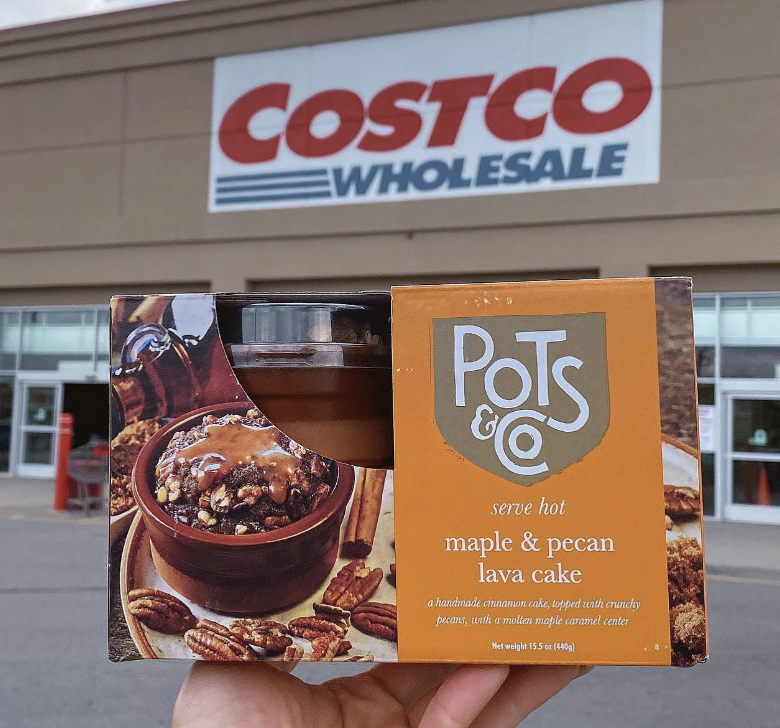 COSTCO
WHOLESALE
POTS
& Co
serve hot
maple & pecan
lava cake
a handmade cinnamon cake, topped with crunchy
pecans, with a molten maple caramel center
Net weight 15.5 oz (440g)